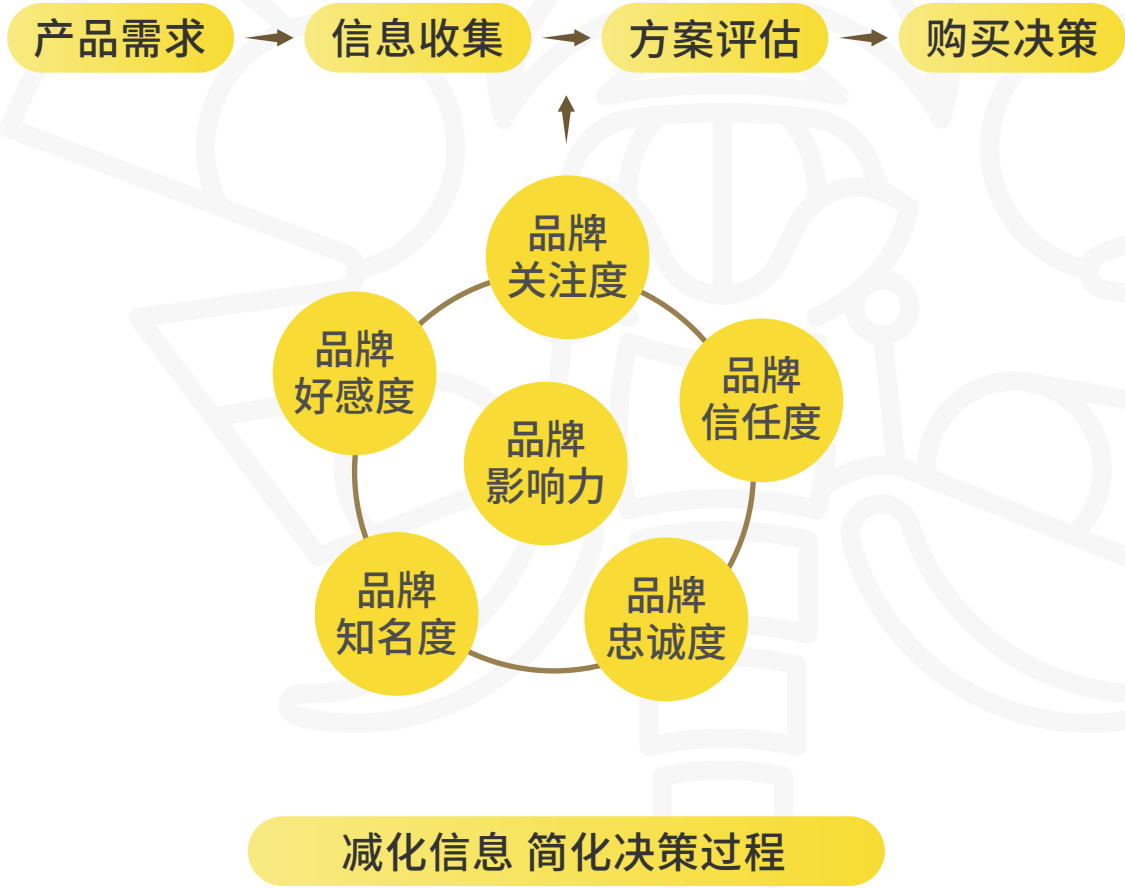 产品需求
信息收集
方案评估
购买决策
品牌
关注度
品牌
好感度
品牌
信任度
品牌
影响力
品牌
知名度
品牌
忠诚度
减化信息 简化决策过程